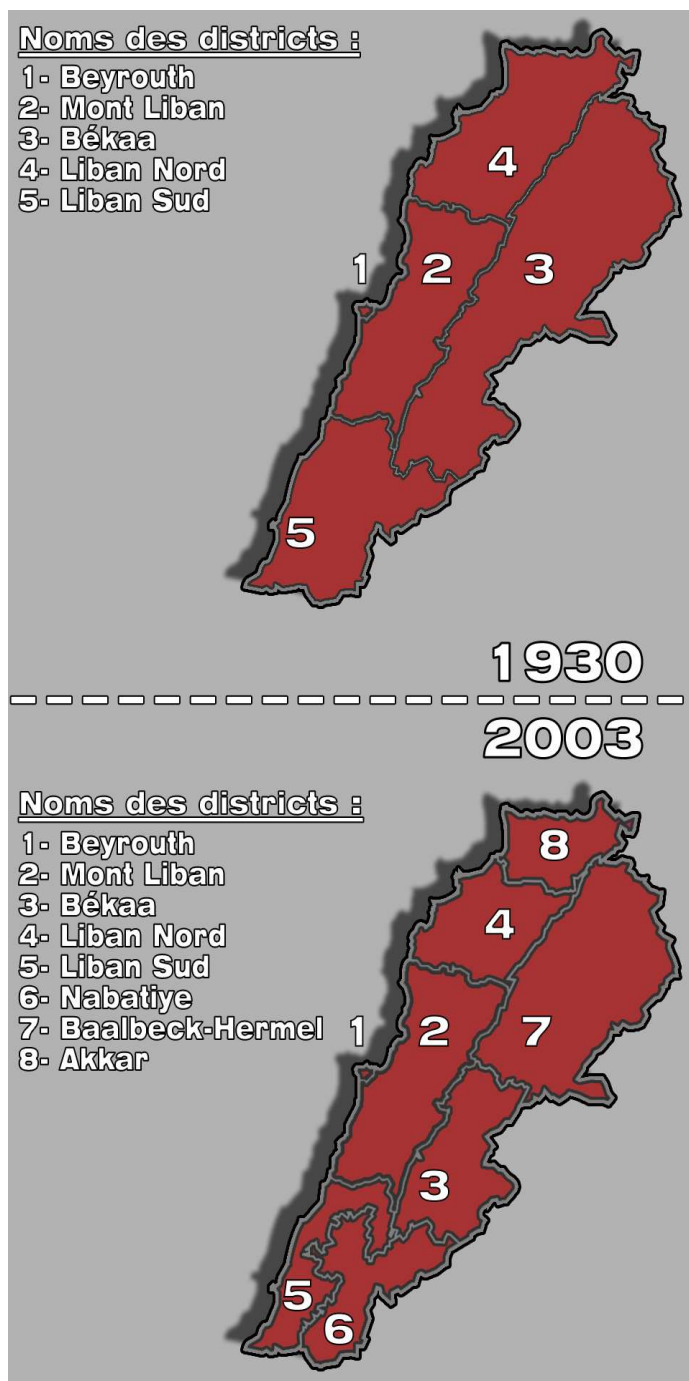 Noms des districts :
1- Beyrouth
2- Mont Liban
3- Békaa
4- Liban Nord
5- Liban Sud
4
1
2
3
5
1930
2003
Noms des districts :
1- Beyrouth
2- Mont Liban
3- Békaa
4- Liban Nord
5- Liban Sud
6- Nabatiye
7- Baalbeck-Hermel
8- Akkar
8
4
1
2
7
3
5
6